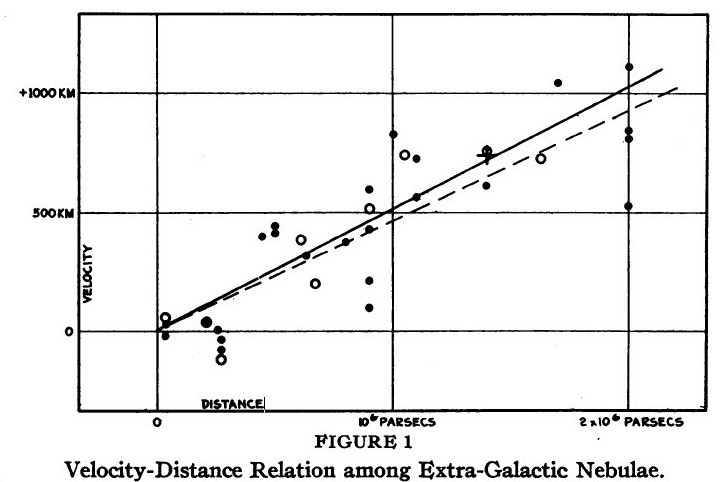 +1000 KM
500 KM
0
VELOCITY
DISTANCE
0
10⁶ PARSECS
2 x 10⁶ PARSECS
FIGURE 1
Velocity-Distance Relation among Extra-Galactic Nebulae.